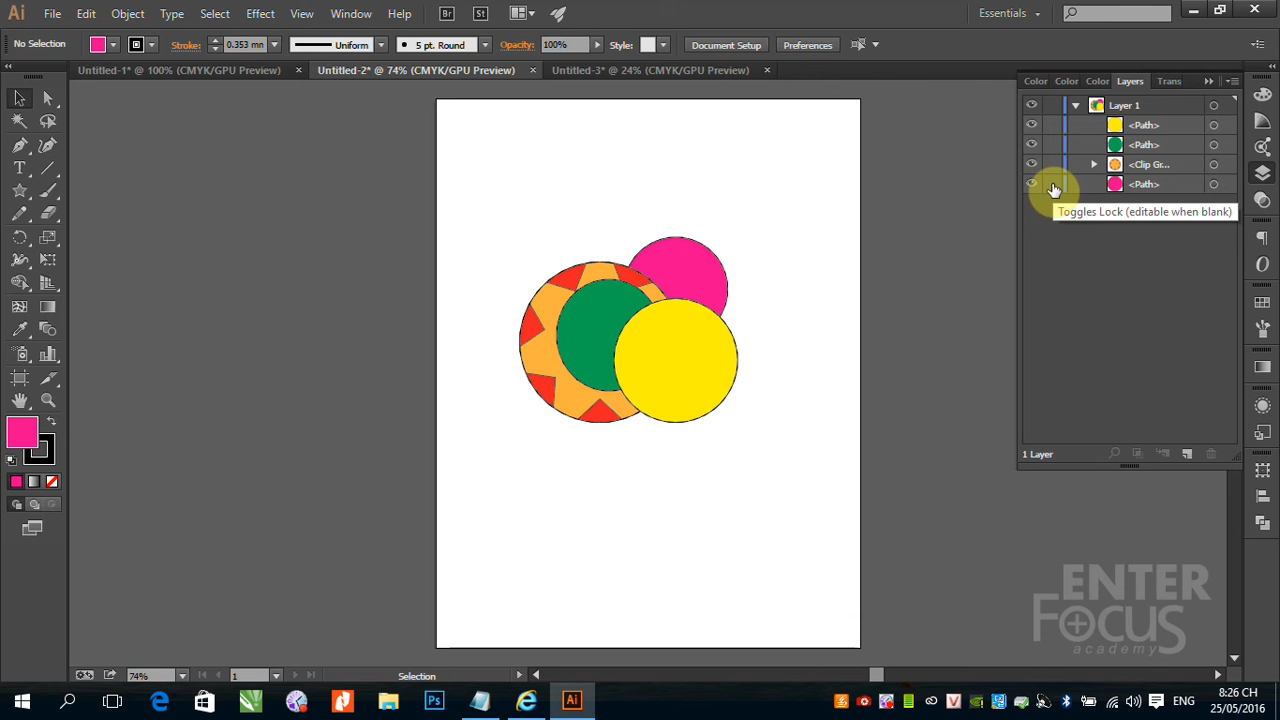 Ai File Edit Object Type Select Effect View Window Help Br St Essentials
No Selection Stroke: 0.353 mn Uniform 5 pt. Round Opacity: 100% Style: Document Setup Preferences
Untitled-1* @ 100% (CMYK/GPU Preview) Untitled-2* @ 74% (CMYK/GPU Preview) Untitled-3* @ 24% (CMYK/GPU Preview)
Color Color Color Layers Trans
Layer 1
<Path>
<Path>
<Clip Gr...
<Path>
Toggles Lock (editable when blank)
1 Layer
ENTER
FOCUS
academy
74% 1 Selection
Ps Ai ENG 8:26 CH
25/05/2016